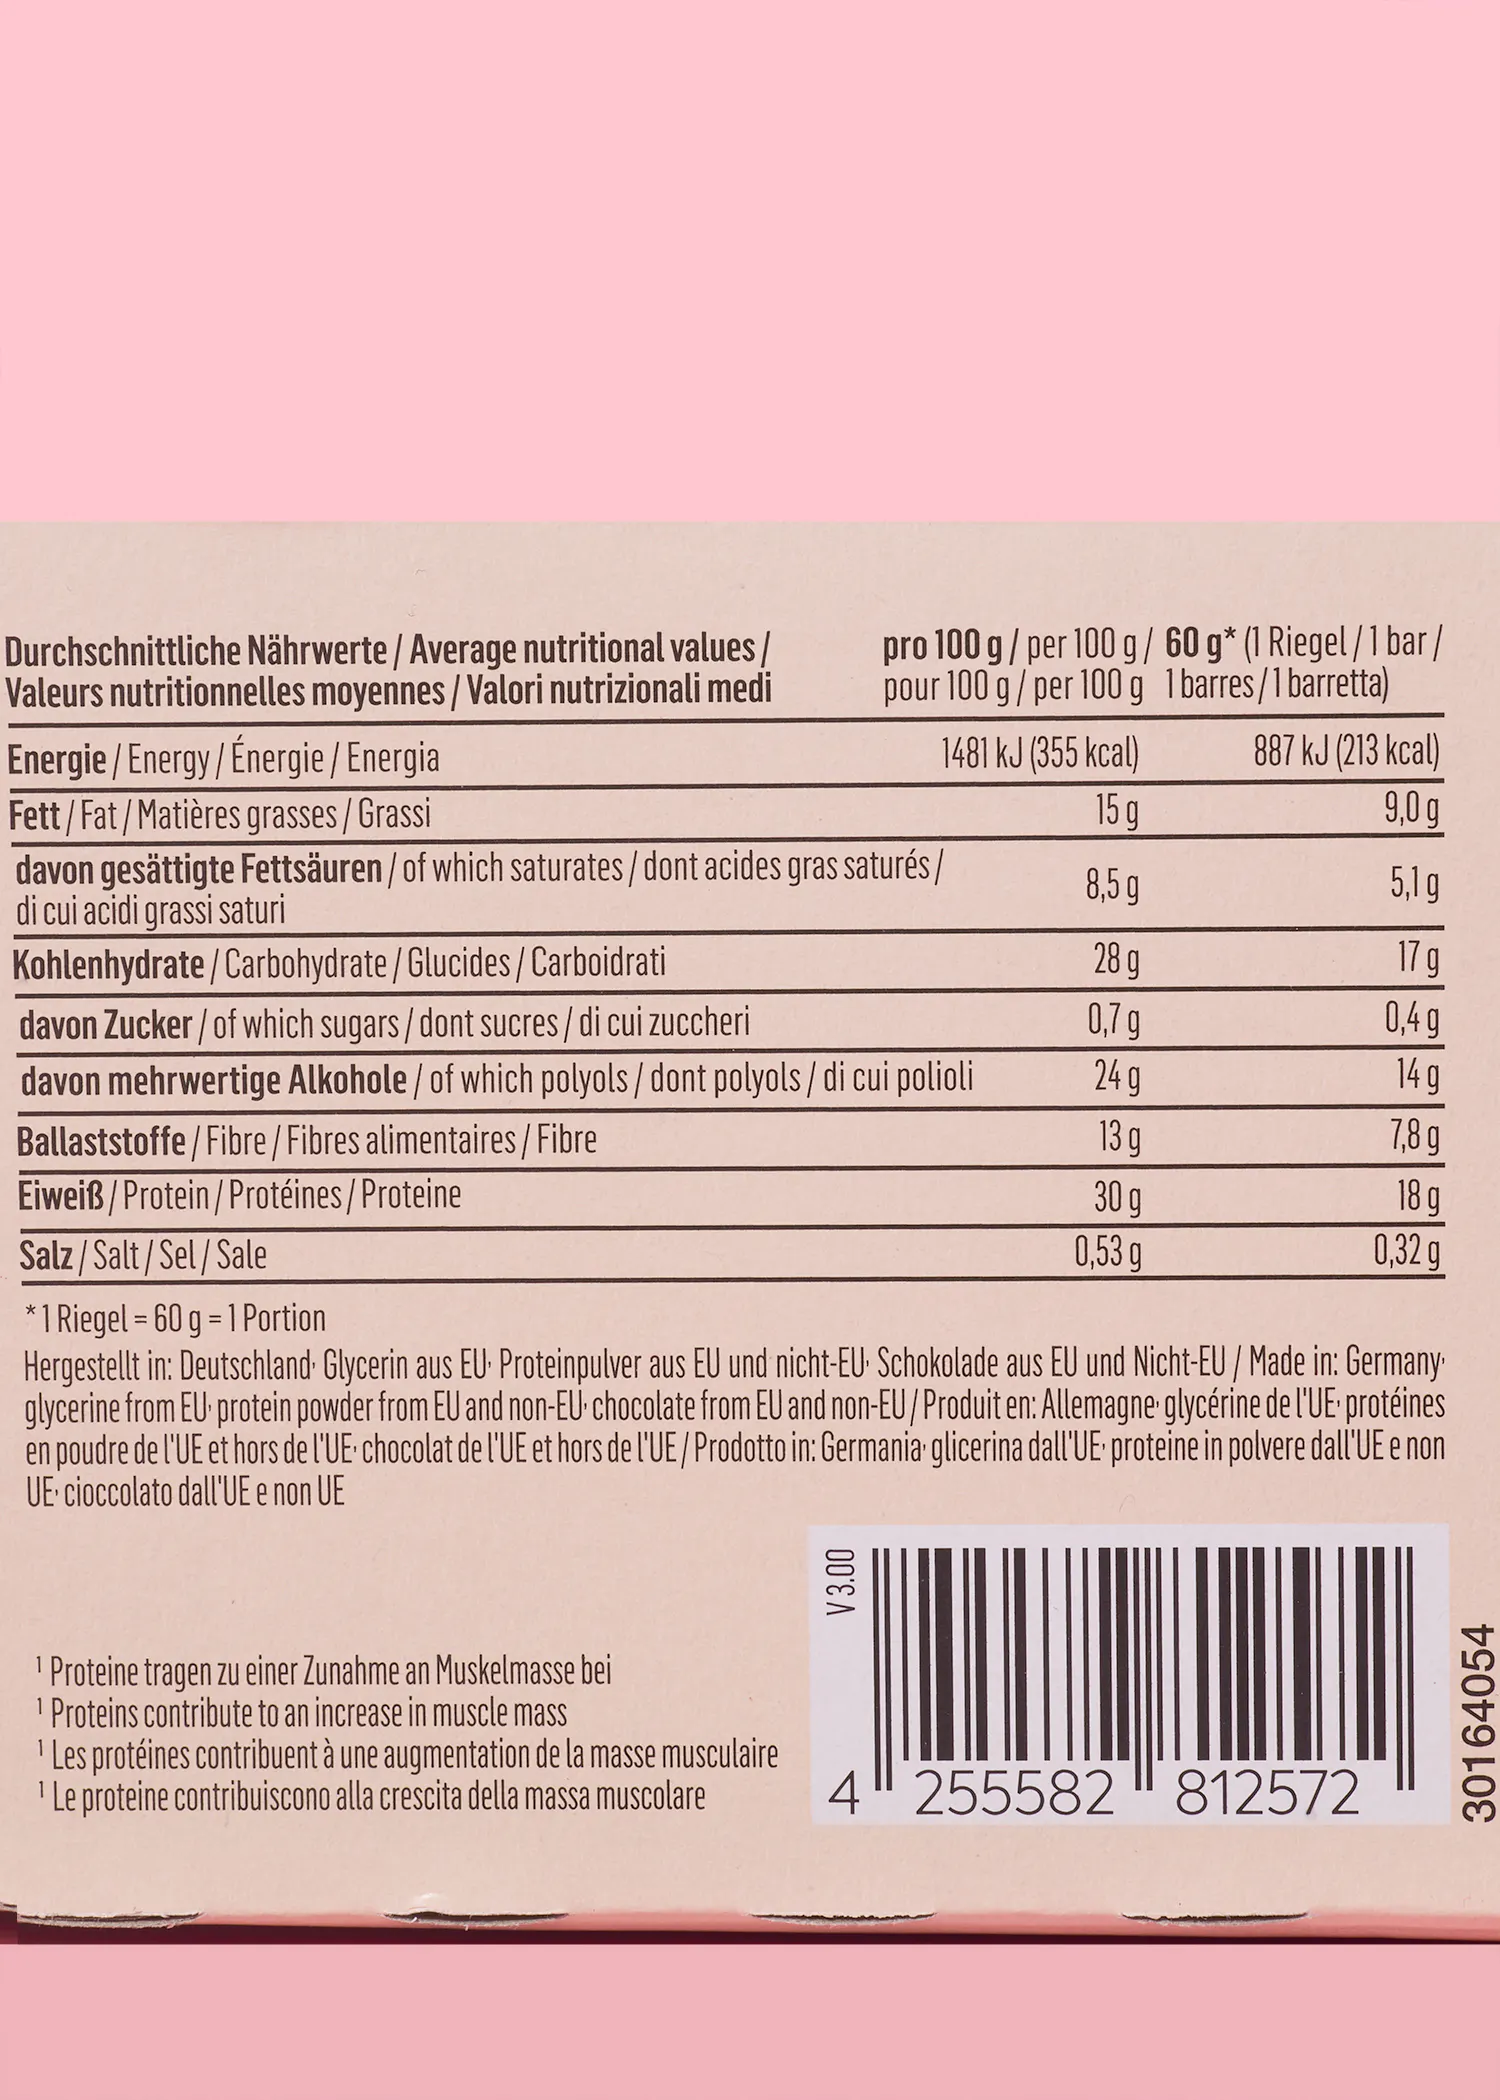 Durchschnittliche Nährwerte / Average nutritional values /
Valeurs nutritionnelles moyennes / Valori nutrizionali medi
pro 100 g / per 100 g /
pour 100 g / per 100 g
60 g* (1 Riegel / 1 bar /
1 barres / 1 barretta)
Energie / Energy / Énergie / Energia 1481 kJ (355 kcal) 887 kJ (213 kcal)
Fett / Fat / Matières grasses / Grassi 15 g 9,0 g
davon gesättigte Fettsäuren / of which saturates / dont acides gras saturés /
di cui acidi grassi saturi 8,5 g 5,1 g
Kohlenhydrate / Carbohydrate / Glucides / Carboidrati 28 g 17 g
davon Zucker / of which sugars / dont sucres / di cui zuccheri 0,7 g 0,4 g
davon mehrwertige Alkohole / of which polyols / dont polyols / di cui polioli 24 g 14 g
Ballaststoffe / Fibre / Fibres alimentaires / Fibre 13 g 7,8 g
Eiweiß / Protein / Protéines / Proteine 30 g 18 g
Salz / Salt / Sel / Sale 0,53 g 0,32 g
* 1 Riegel = 60 g = 1 Portion
Hergestellt in: Deutschland· Glycerin aus EU· Proteinpulver aus EU und nicht-EU· Schokolade aus EU und Nicht-EU / Made in: Germany·
glycerine from EU· protein powder from EU and non-EU· chocolate from EU and non-EU / Produit en: Allemagne· glycérine de l'UE· protéines
en poudre de l'UE et hors de l'UE· chocolat de l'UE et hors de l'UE / Prodotto in: Germania· glicerina dall'UE· proteine in polvere dall'UE e non
UE· cioccolato dall'UE e non UE
¹ Proteine tragen zu einer Zunahme an Muskelmasse bei
¹ Proteins contribute to an increase in muscle mass
¹ Les protéines contribuent à une augmentation de la masse musculaire
¹ Le proteine contribuiscono alla crescita della massa muscolare
V 3.00
4 255582 812572
30164054